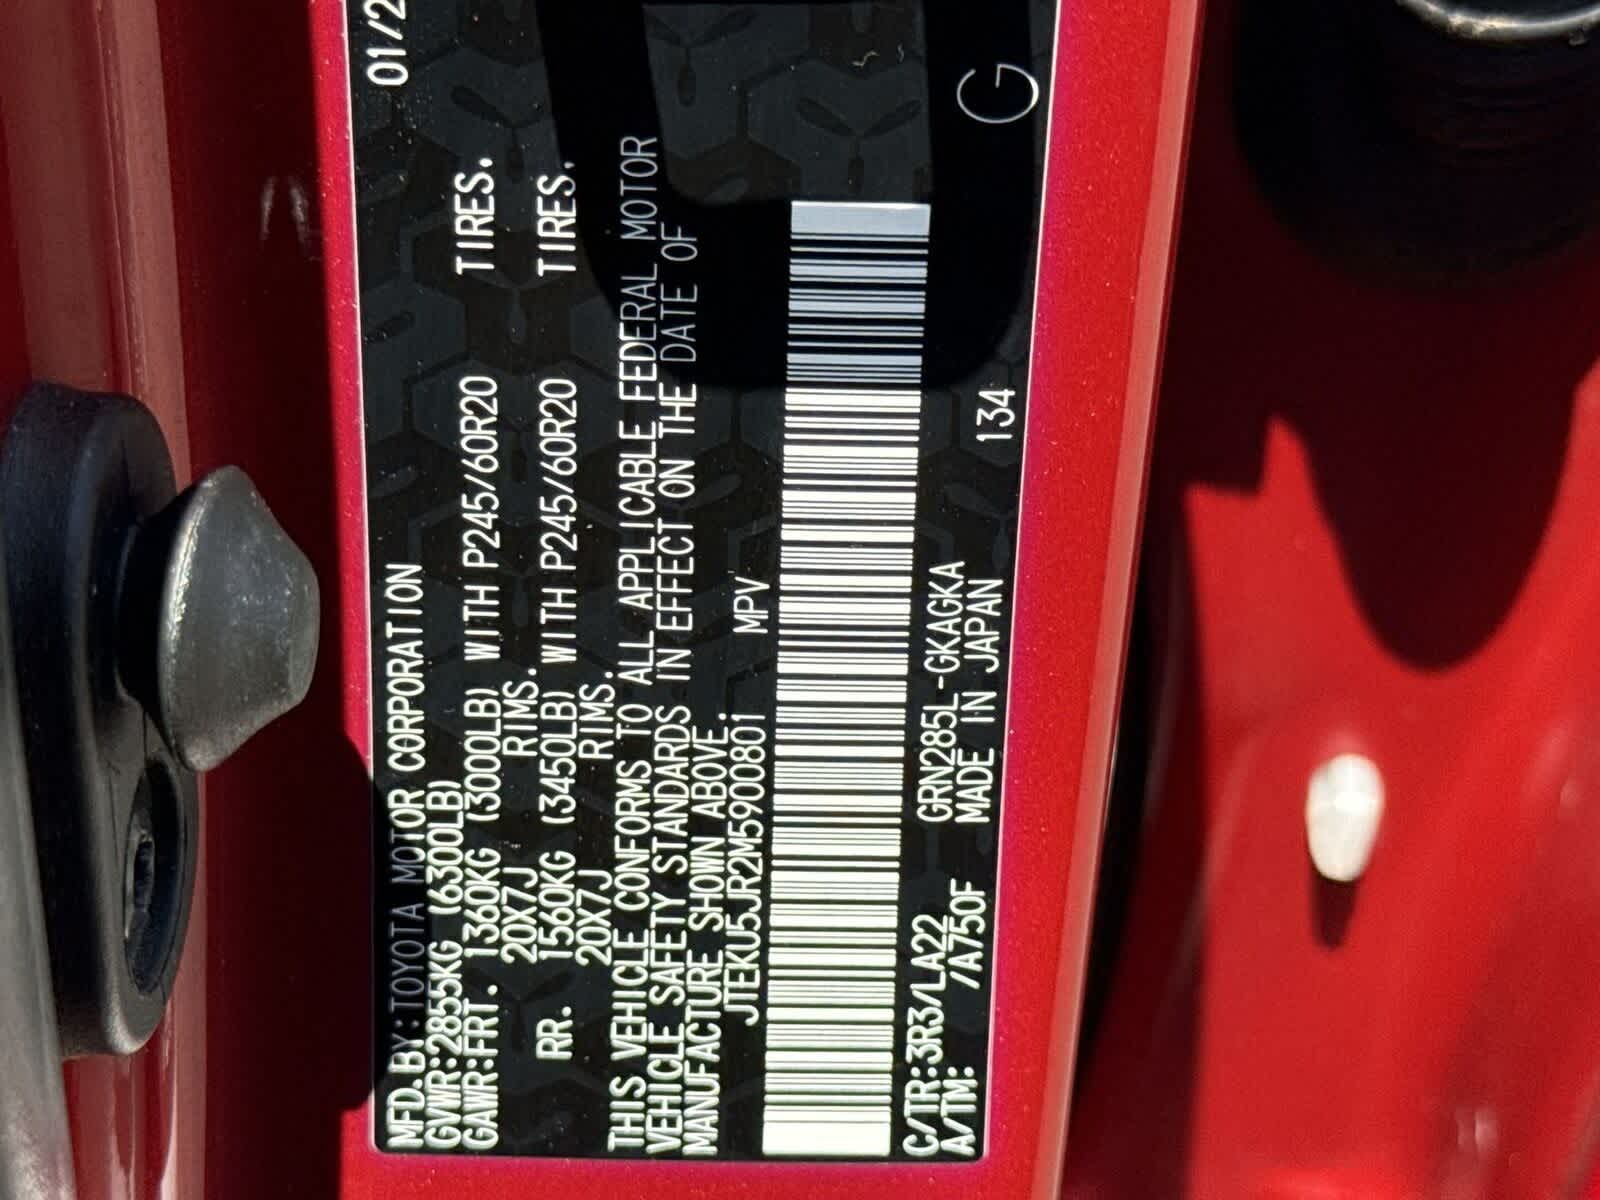 MFD.BY:TOYOTA MOTOR CORPORATION 01/2
GVWR:2855KG (6300LB)
GAWR:FRT. 1360KG (3000LB) WITH P245/60R20 TIRES.
20X7J RIMS.
RR. 1560KG (3450LB) WITH P245/60R20 TIRES.
20X7J RIMS.
THIS VEHICLE CONFORMS TO ALL APPLICABLE FEDERAL MOTOR
VEHICLE SAFETY STANDARDS IN EFFECT ON THE DATE OF
MANUFACTURE SHOWN ABOVE.
JTEKU5JR2M5900801 MPV
C/TR:3R3/LA22 GRN285L-GKAGKA
A/TM: /A750F MADE IN JAPAN 134 G